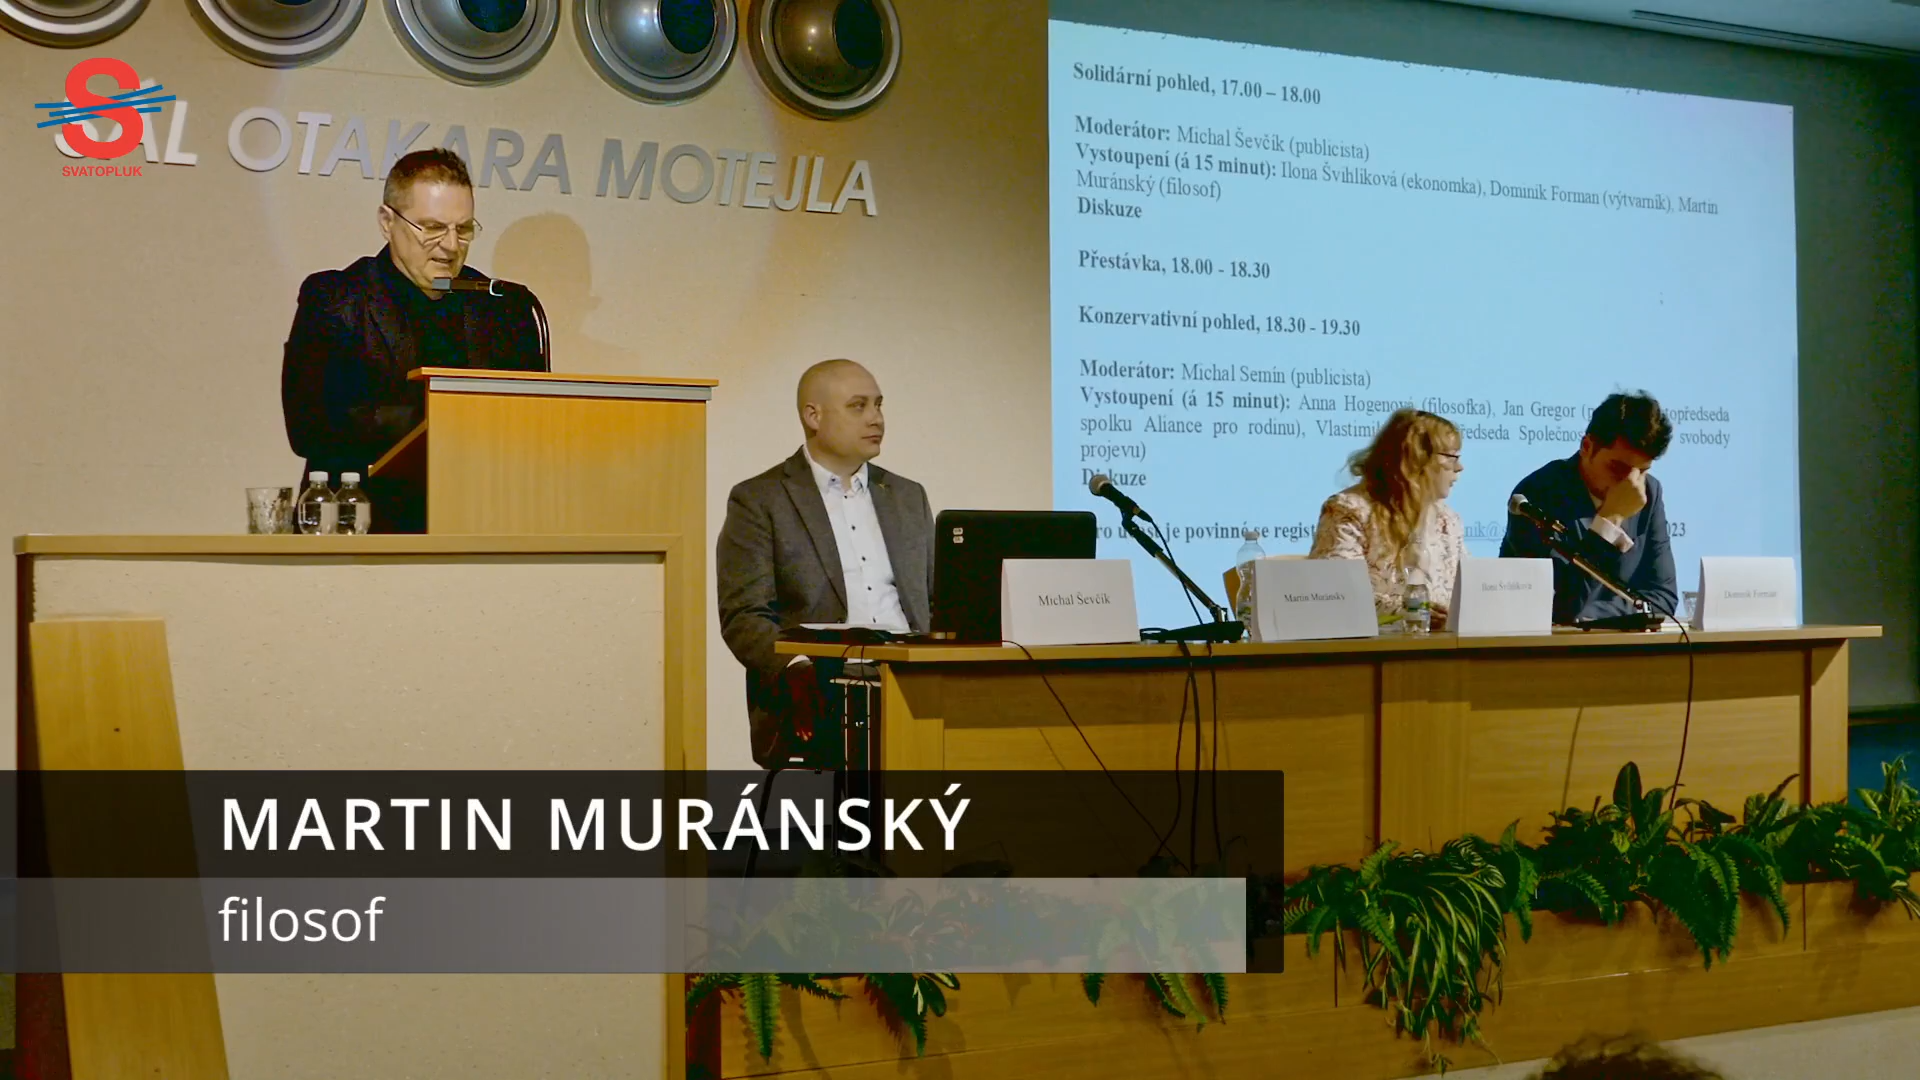 S
SVATOPLUK
SÁL OTAKARA MOTEJLA
Solidární pohled, 17.00 – 18.00
Moderátor: Michal Ševčík (publicista)
Vystoupení (á 15 minut): Ilona Švihlíková (ekonomka), Dominik Forman (výtvarník), Martin
Muránský (filosof)
Diskuze
Přestávka, 18.00 - 18.30
Konzervativní pohled, 18.30 - 19.30
Moderátor: Michal Semín (publicista)
Vystoupení (á 15 minut): Anna Hogenová (filosofka), Jan Gregor
spolku Aliance pro rodinu), svobody
projevu)
Diskuze
je povinné se
Michal Ševčík
Martin Muránský
Ilona Švihlíková
Dominik Forman
MARTIN MURÁNSKÝ
filosof